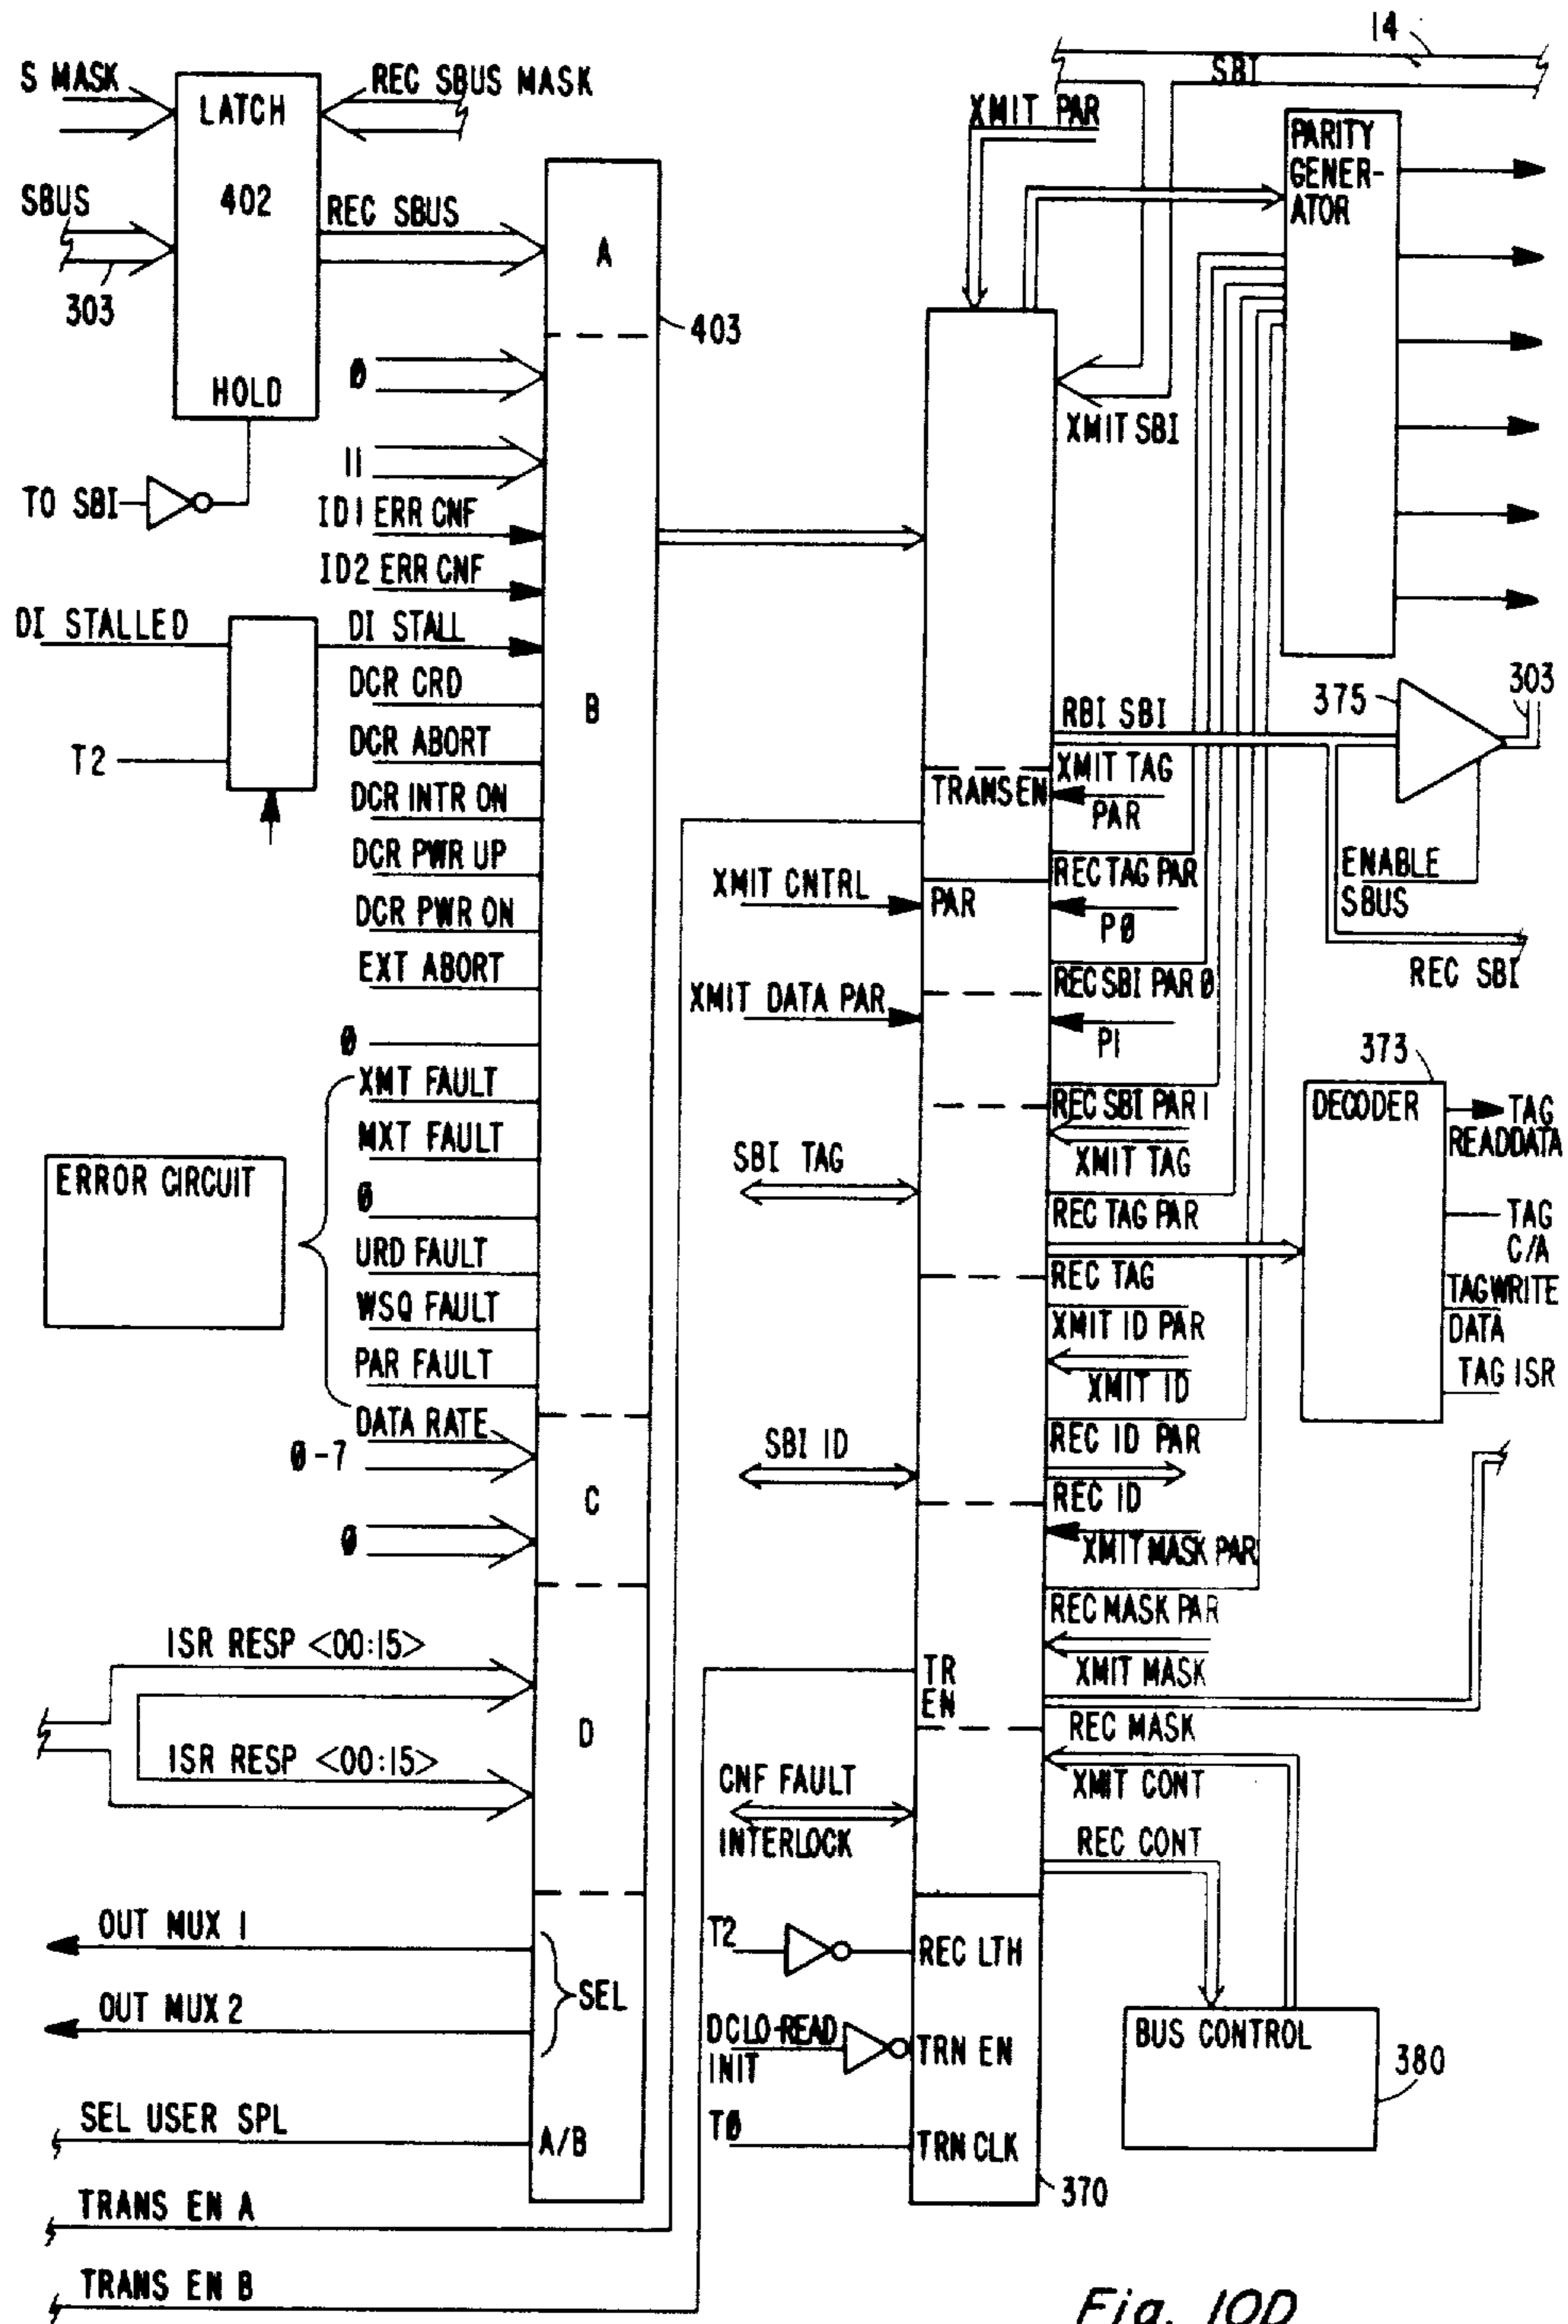 14
SBI
S MASK
LATCH
402
HOLD
REC SBUS MASK
SBUS
303
REC SBUS
TO SBI
A
403
Ø
11
ID1 ERR CNF
ID2 ERR CNF
DI STALLED
T2
DI STALL
DCR CRD
DCR ABORT
DCR INTR ON
DCR PWR UP
DCR PWR ON
EXT ABORT
Ø
B
ERROR CIRCUIT
XMT FAULT
MXT FAULT
Ø
URD FAULT
WSQ FAULT
PAR FAULT
DATA RATE
Ø-7
Ø
C
ISR RESP <00:15>
ISR RESP <00:15>
D
OUT MUX 1
OUT MUX 2
SEL
SEL USER SPL
A/B
TRANS EN A
TRANS EN B
XMIT PAR
XMIT SBI
PARITY
GENER-
ATOR
RBI SBI
375
303
ENABLE
SBUS
REC SBI
TRANSEN
XMIT TAG
PAR
REC TAG PAR
XMIT CNTRL
PAR
PØ
REC SBI PAR Ø
XMIT DATA PAR
P1
REC SBI PAR 1
XMIT TAG
SBI TAG
REC TAG PAR
REC TAG
373
DECODER
TAG
READDATA
TAG
C/A
TAG WRITE
DATA
TAG ISR
XMIT ID PAR
XMIT ID
SBI ID
REC ID PAR
REC ID
XMIT MASK PAR
REC MASK PAR
XMIT MASK
TR
EN
REC MASK
XMIT CONT
CNF FAULT
INTERLOCK
REC CONT
T2
REC LTH
DCLO-READ
INIT
TRN EN
TØ
TRN CLK
370
BUS CONTROL
380
Fig. 10D